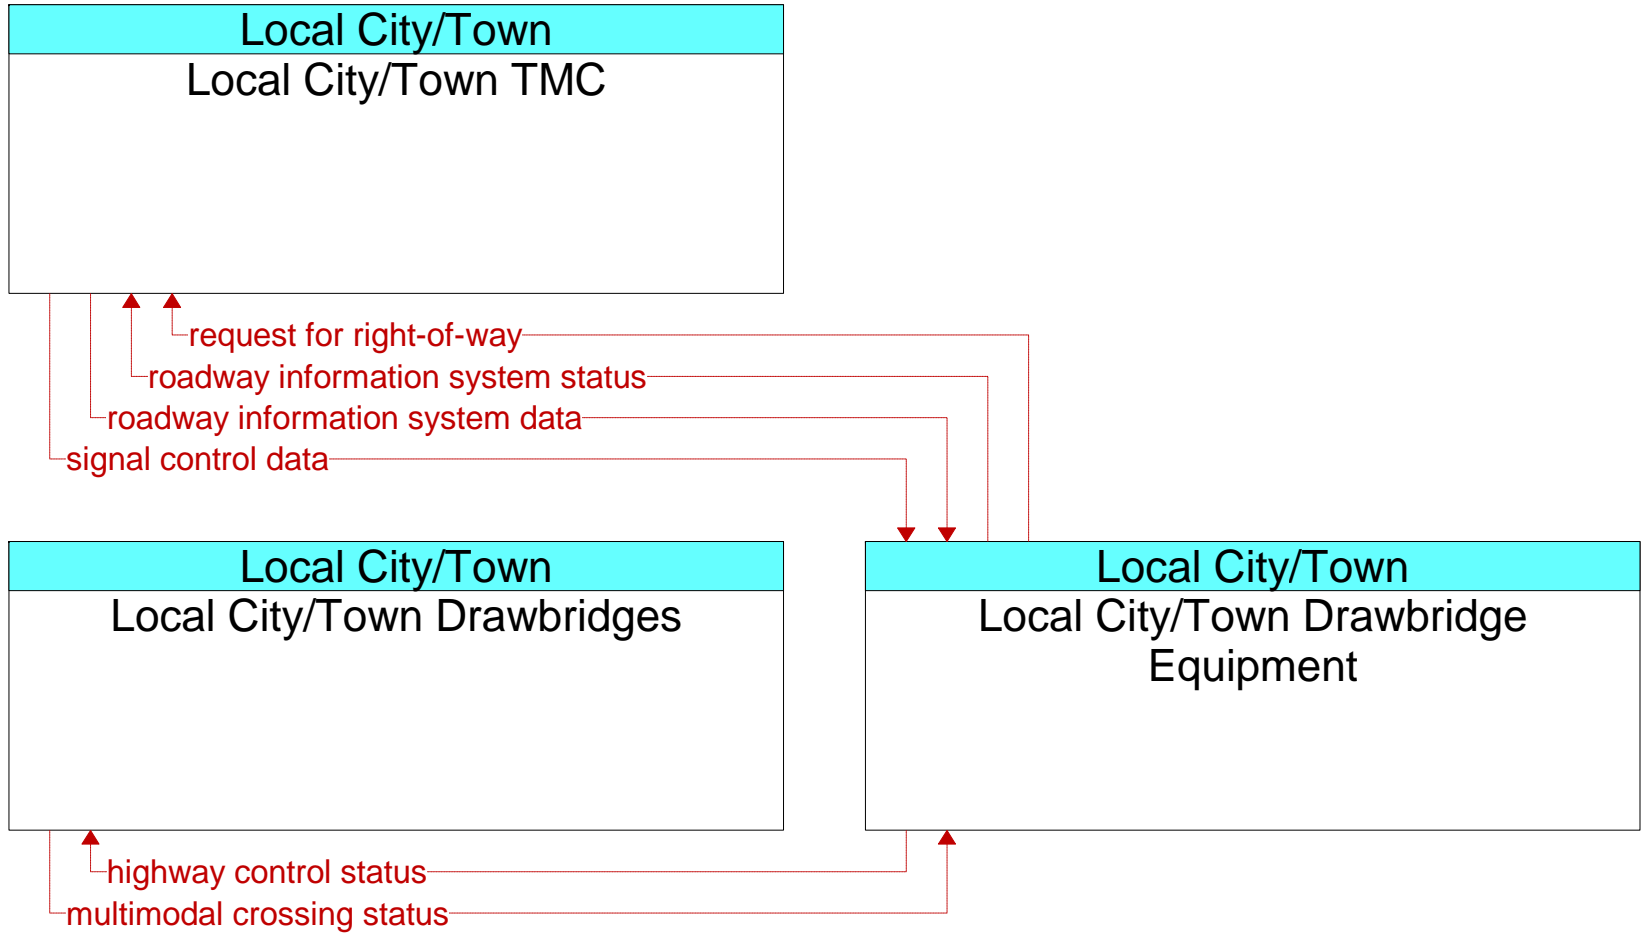 Local City/Town
Local City/Town TMC
request for right-of-way
roadway information system status
roadway information system data
signal control data
Local City/Town
Local City/Town Drawbridges
Local City/Town
Local City/Town Drawbridge
Equipment
highway control status
multimodal crossing status